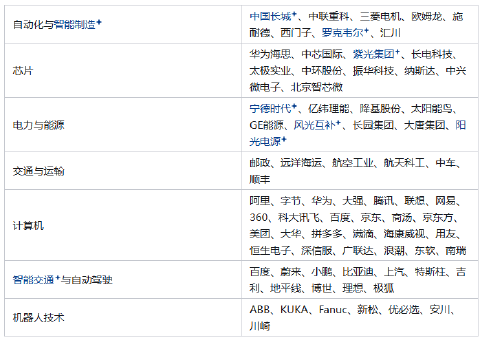 自动化与智能制造
中国长城、中联重科、三菱电机、欧姆龙、施
耐德、西门子、罗克韦尔、汇川
芯片
华为海思、中芯国际、紫光集团、长电科技、
太极实业、中环股份、振华科技、纳斯达、中兴
微电子、北京智芯微
电力与能源
宁德时代、亿纬理能、隆基股份、太阳能鸟、
GE能源、风光互补、长园集团、大唐集团、阳
光电源
交通与运输
邮政、远洋海运、航空工业、航天科工、中车、
顺丰
计算机
阿里、字节、华为、大强、腾讯、联想、网易、
360、科大讯飞、百度、京东、商汤、京东方、
美团、大华、拼多多、滴滴、海康威视、用友、
恒生电子、深信服、广联达、浪潮、东软、南瑞
智能交通与自动驾驶
百度、蔚来、小鹏、比亚迪、上汽、特斯柱、吉
利、地平线、博世、理想、极狐
机器人技术
ABB、KUKA、Fanuc、新松、优必选、安川、
川崎